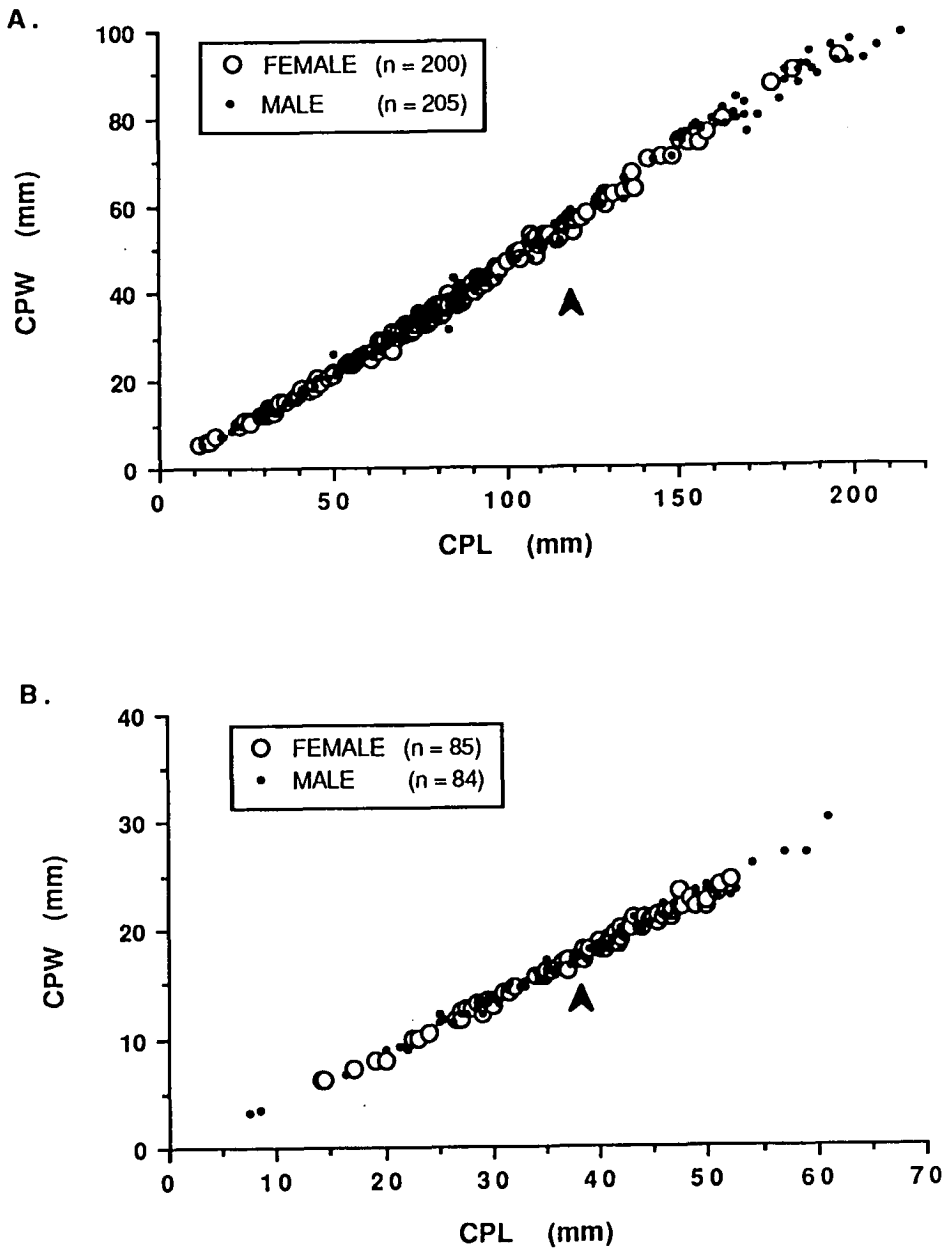 A.
100
80
60
40
20
0
CPW (mm)
FEMALE (n = 200)
MALE (n = 205)
0 50 100 150 200
CPL (mm)
B.
40
30
20
10
0
CPW (mm)
FEMALE (n = 85)
MALE (n = 84)
0 10 20 30 40 50 60 70
CPL (mm)